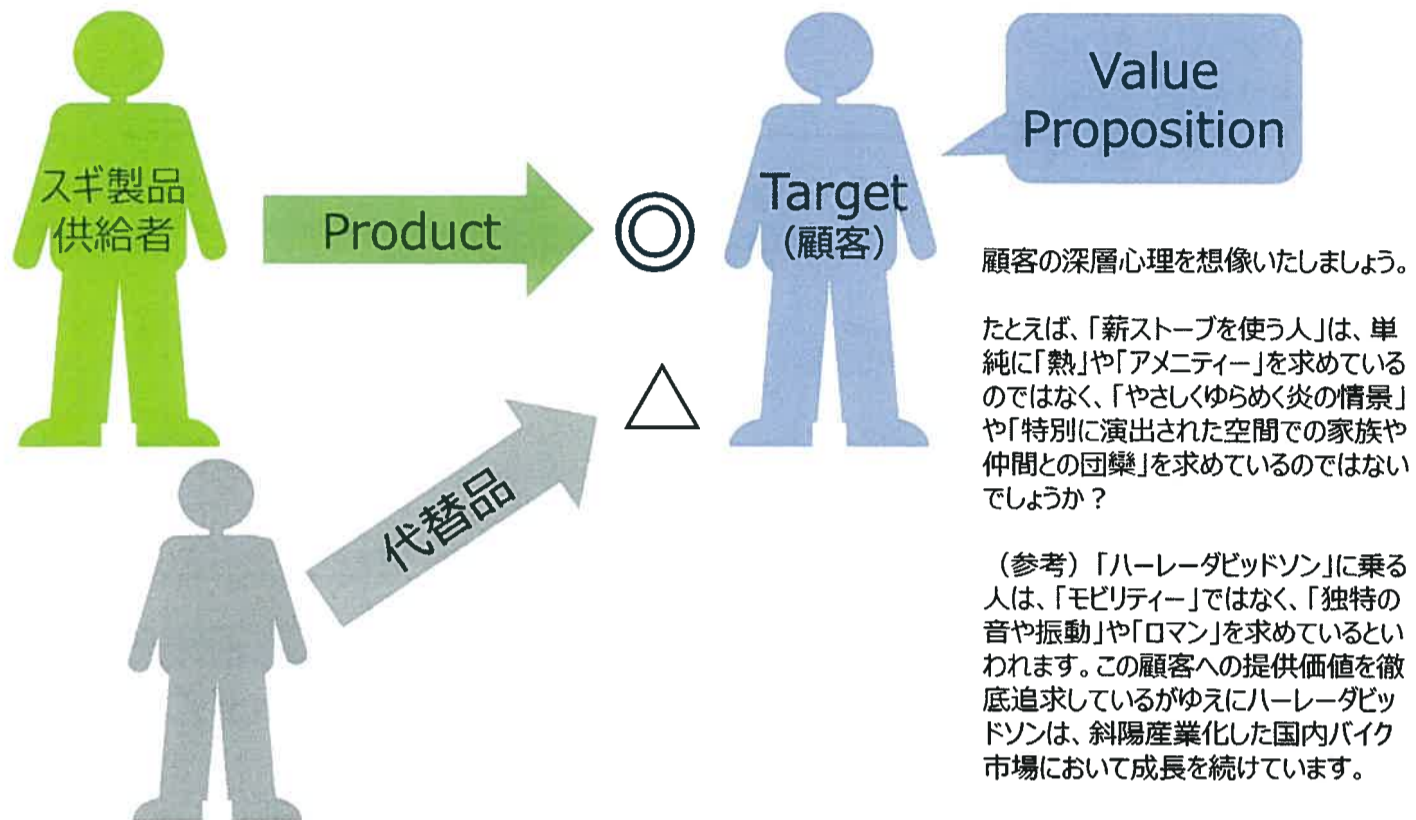 スギ製品
供給者
Product
◎
Target
(顧客)
Value
Proposition
代替品
△
顧客の深層心理を想像いたしましょう。
たとえば、「薪ストーブを使う人」は、単
純に「熱」や「アメニティー」を求めている
のではなく、「やさしくゆらめく炎の情景」
や「特別に演出された空間での家族や
仲間との団欒」を求めているのではない
でしょうか？
（参考）「ハーレーダビッドソン」に乗る
人は、「モビリティー」ではなく、「独特の
音や振動」や「ロマン」を求めているとい
われます。この顧客への提供価値を徹
底追求しているがゆえにハーレーダビッ
ドソンは、斜陽産業化した国内バイク
市場において成長を続けています。